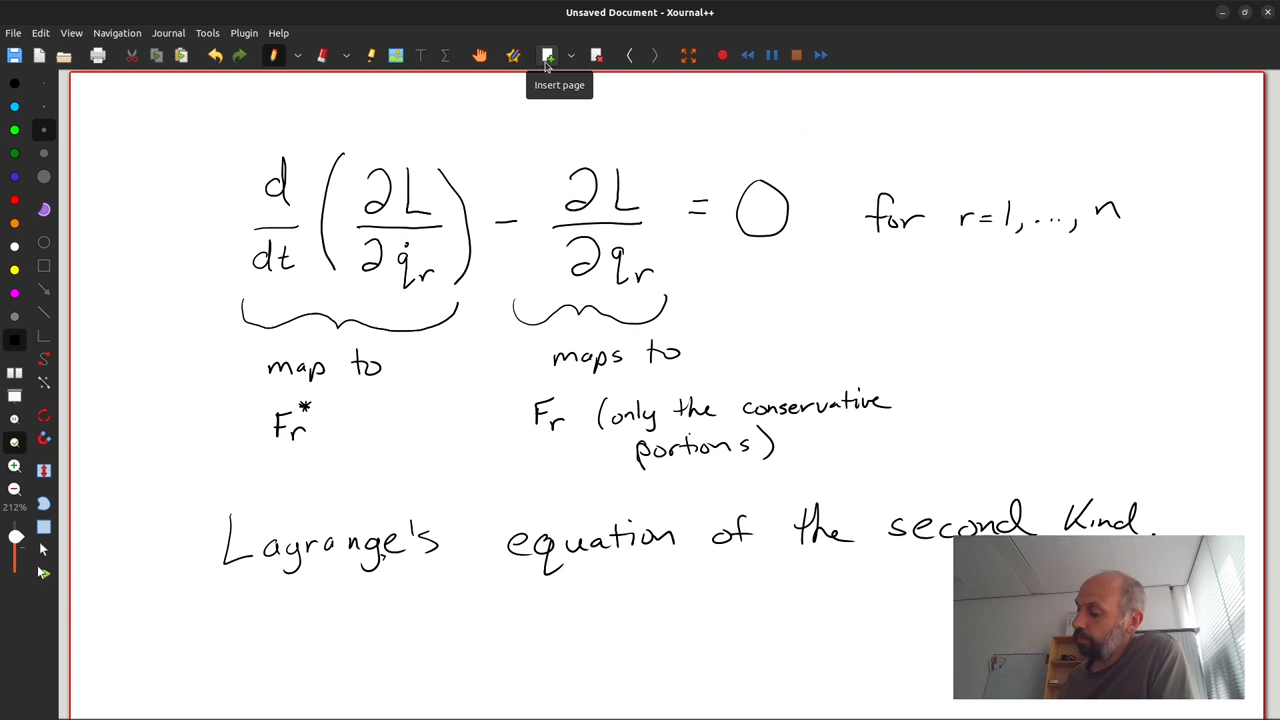 Unsaved Document - Xournal++
File Edit View Navigation Journal Tools Plugin Help
Insert page
d/dt (∂L/∂q̇r) - ∂L/∂qr = 0 for r=1, ..., n
map to maps to
Fr* Fr (only the conservative
portions)
Lagrange's equation of the second Kind.
212%